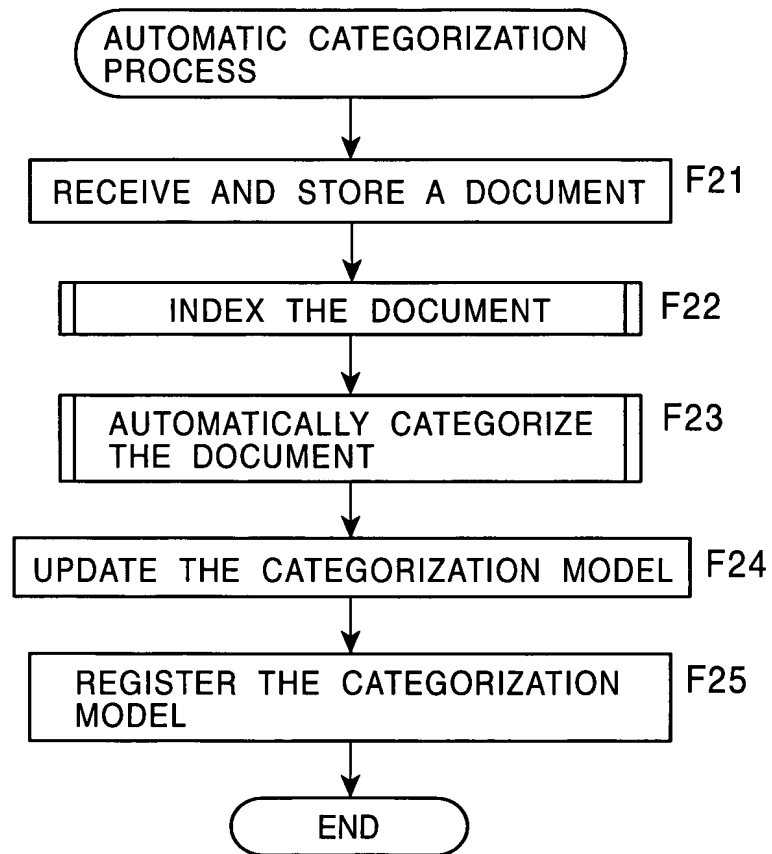 AUTOMATIC CATEGORIZATION
PROCESS
RECEIVE AND STORE A DOCUMENT
F21
INDEX THE DOCUMENT
F22
AUTOMATICALLY CATEGORIZE
THE DOCUMENT
F23
UPDATE THE CATEGORIZATION MODEL
F24
REGISTER THE CATEGORIZATION
MODEL
F25
END